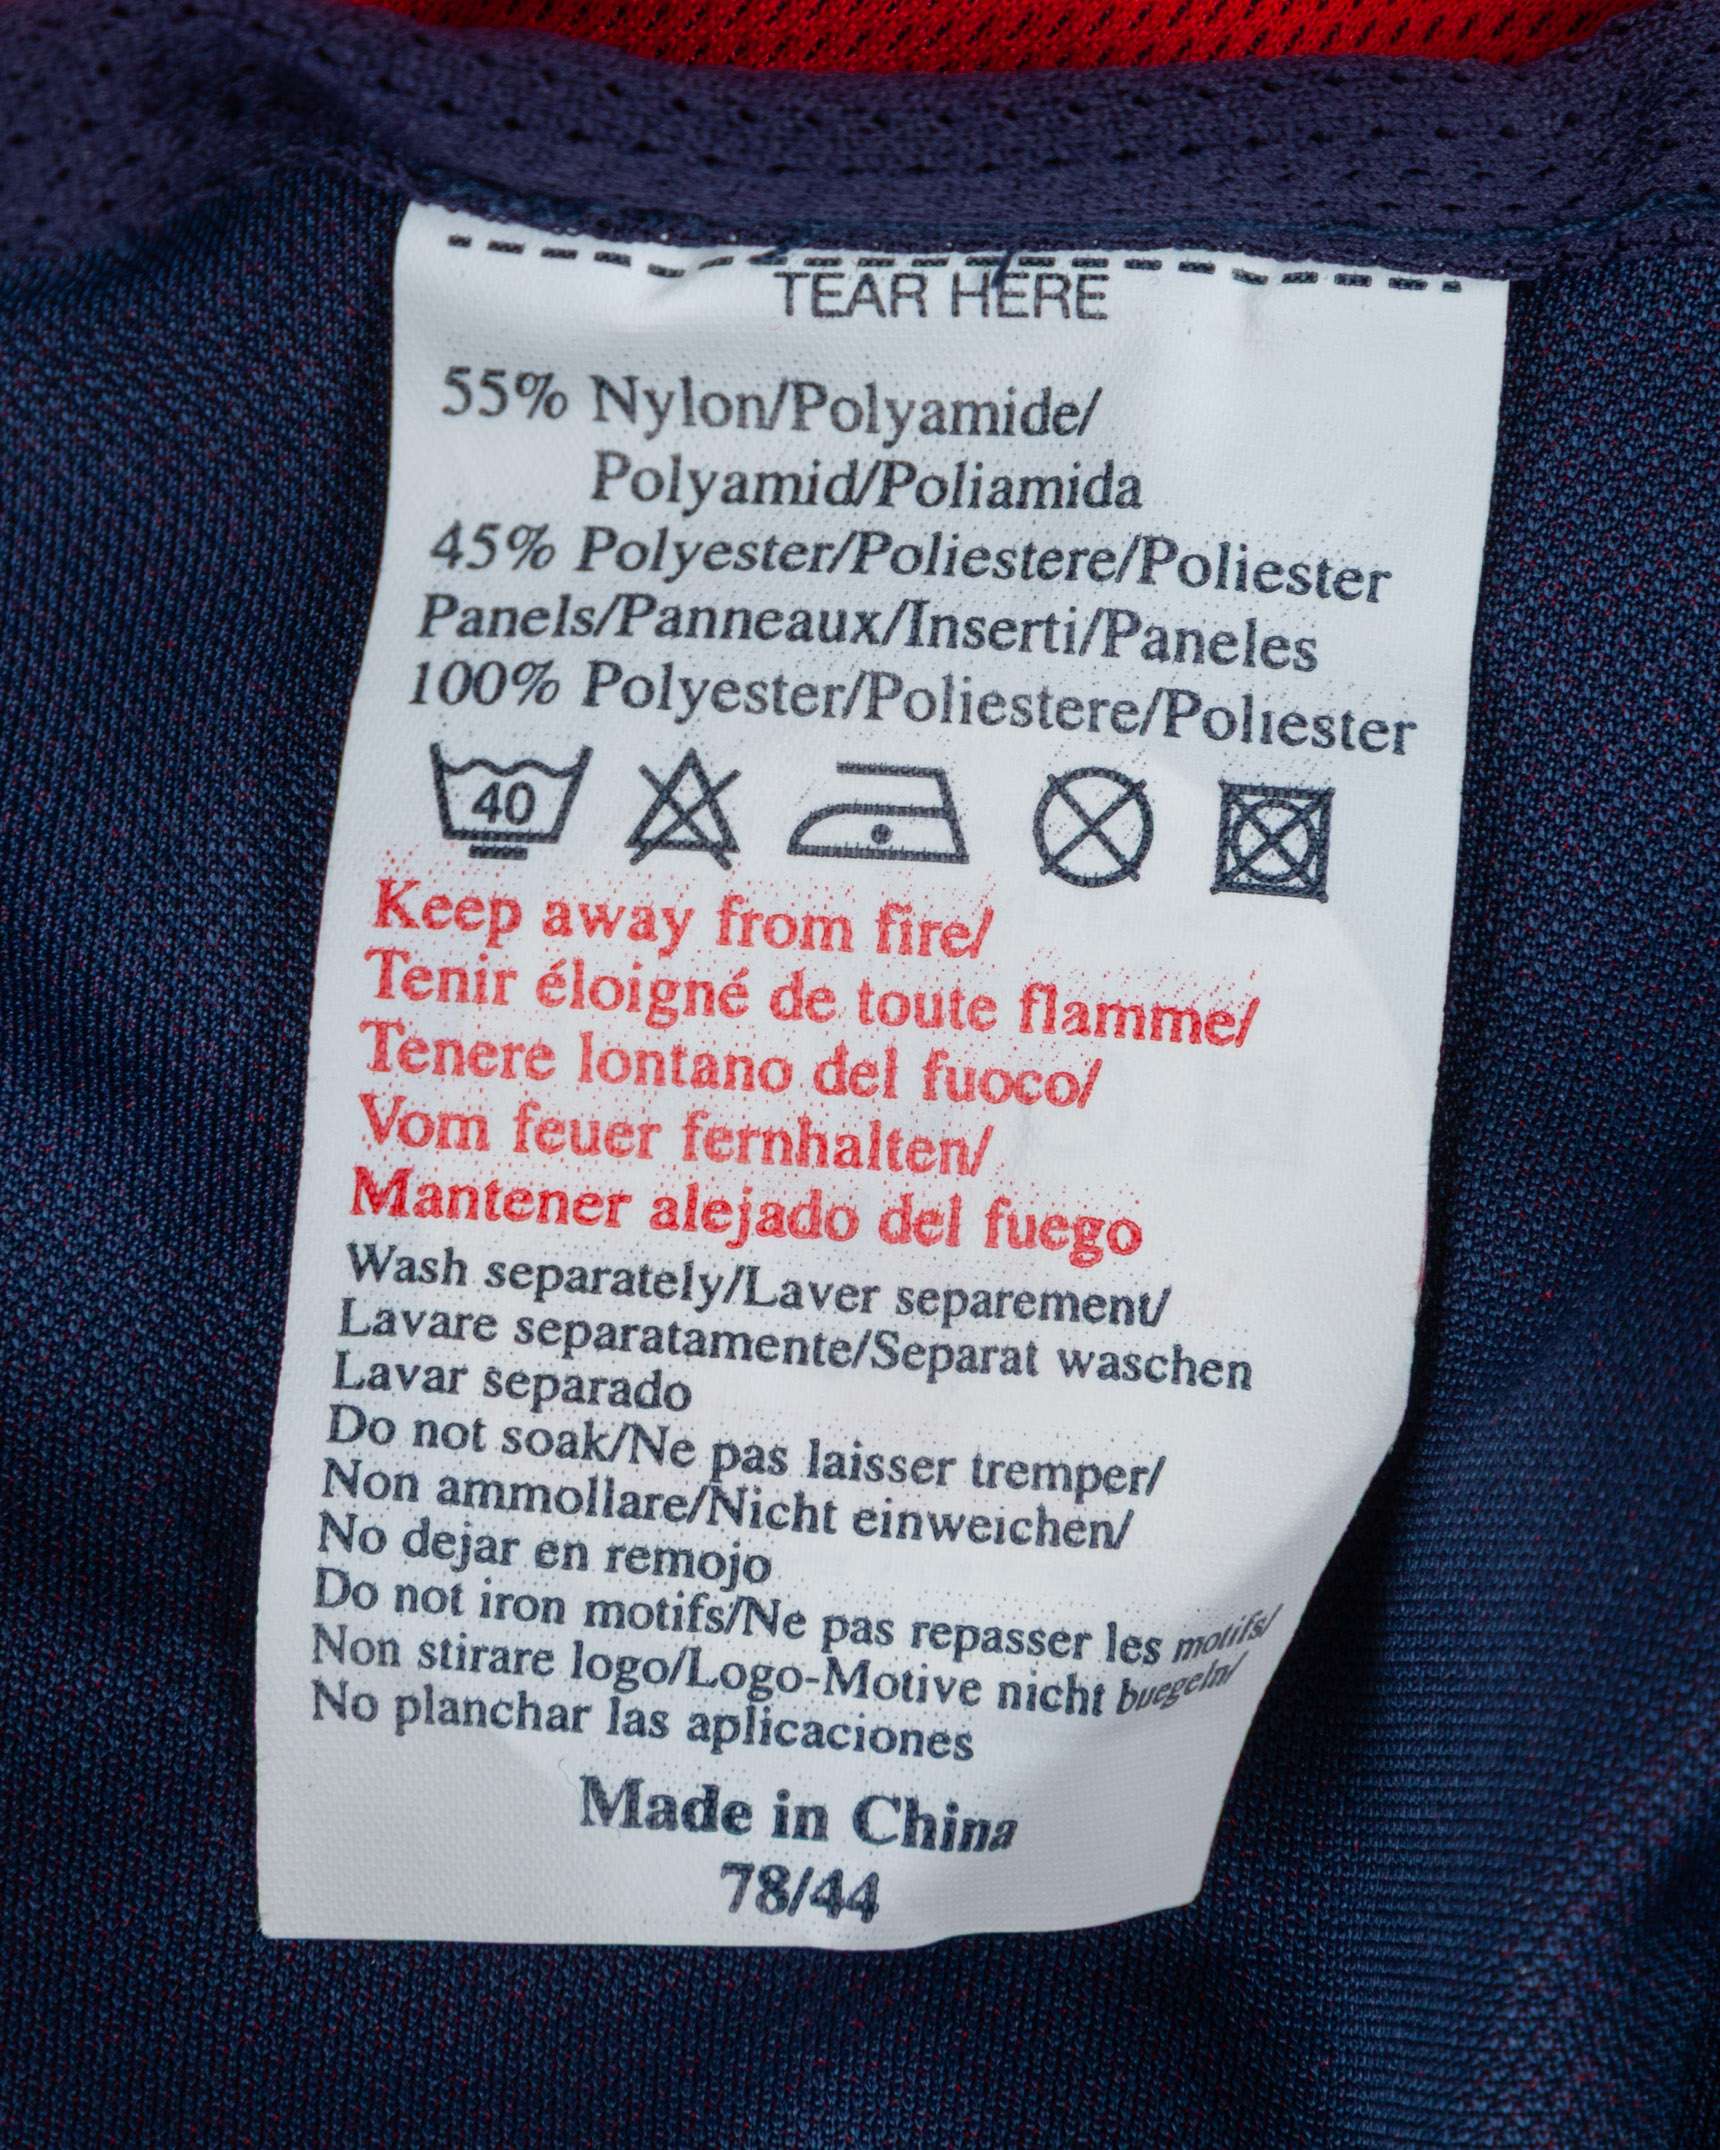 TEAR HERE
55% Nylon/Polyamide/
Polyamid/Poliamida
45% Polyester/Poliestere/Poliester
Panels/Panneaux/Inserti/Paneles
100% Polyester/Poliestere/Poliester
40
Keep away from fire/
Tenir éloigné de toute flamme/
Tenere lontano del fuoco/
Vom feuer fernhalten/
Mantener alejado del fuego
Wash separately/Laver separement/
Lavare separatamente/Separat waschen
Lavar separado
Do not soak/Ne pas laisser tremper/
Non ammollare/Nicht einweichen/
No dejar en remojo
Do not iron motifs/Ne pas repasser les motifs/
Non stirare logo/Logo-Motive nicht buegeln/
No planchar las aplicaciones
Made in China
78/44